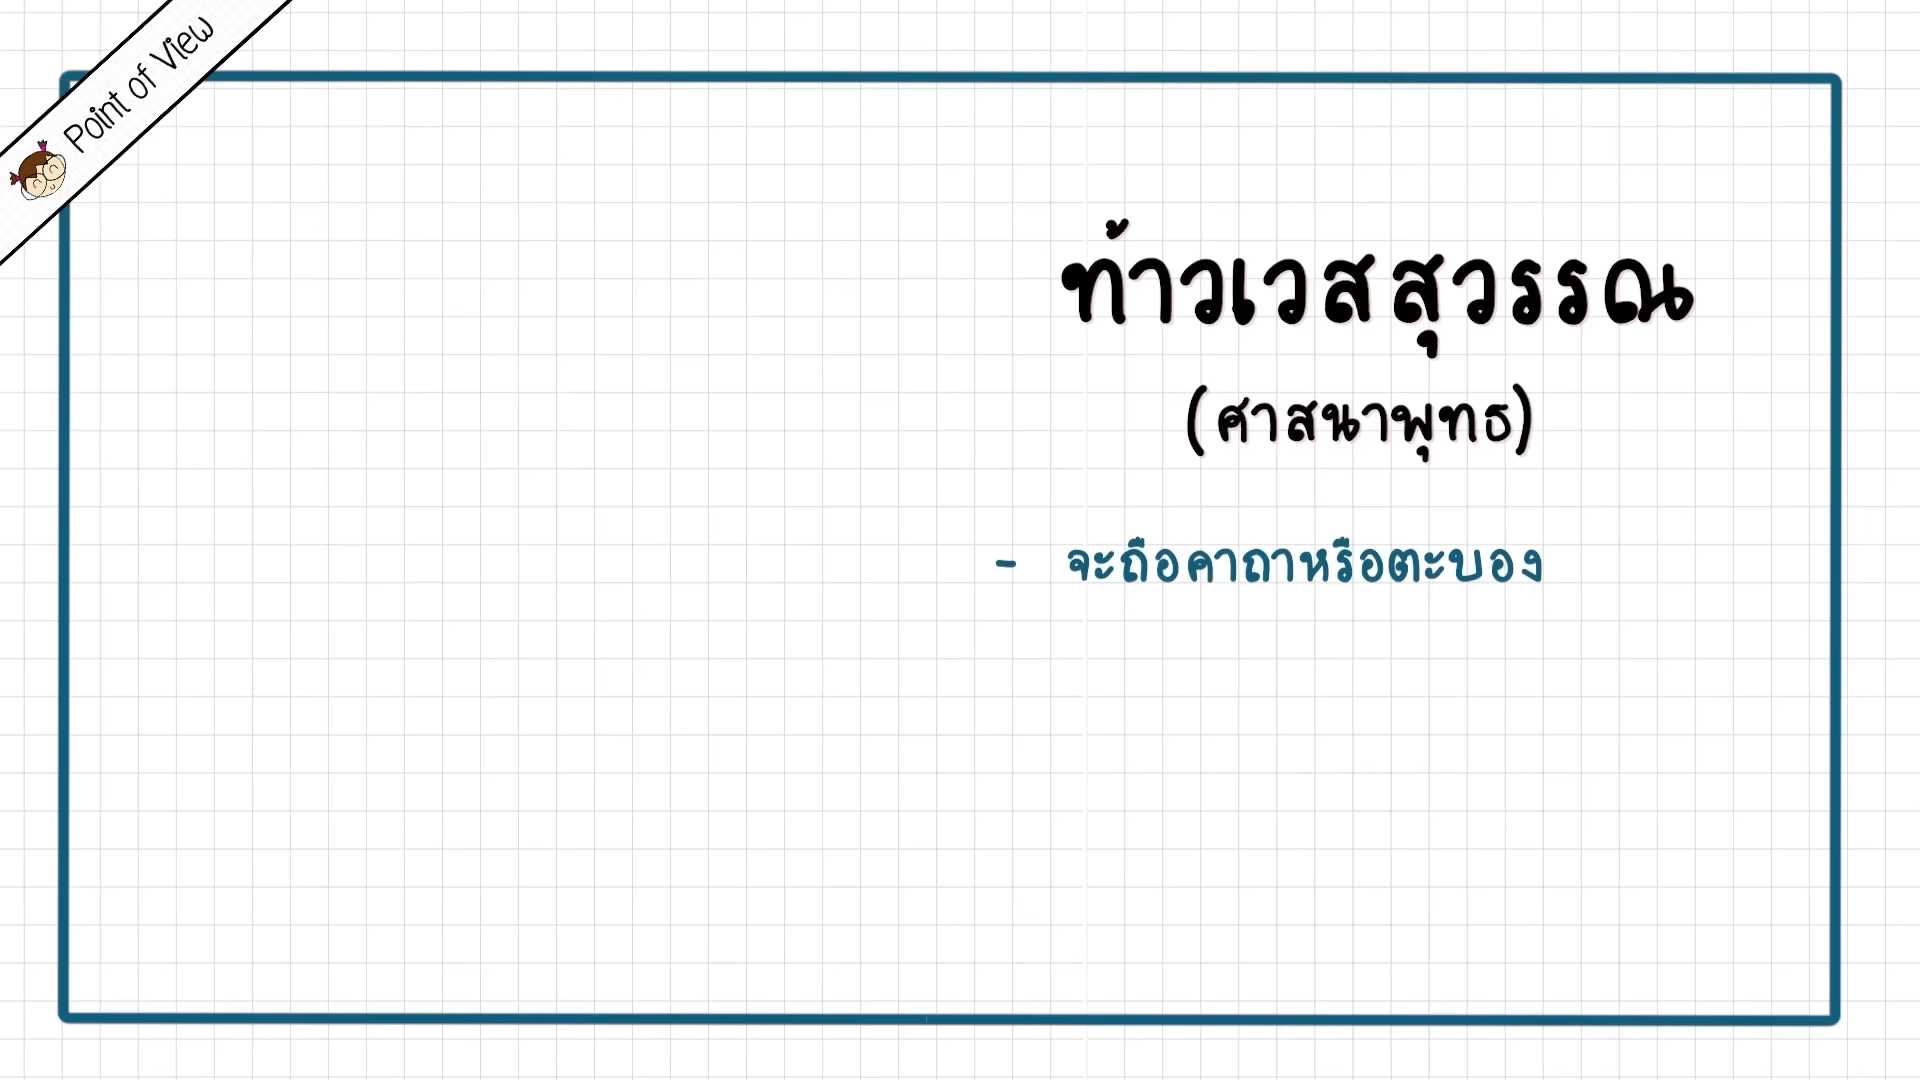 Point of View
ท้าวเวสสุวรรณ
(ศาสนาพุทธ)
- จะถือคาถาหรือตะบอง